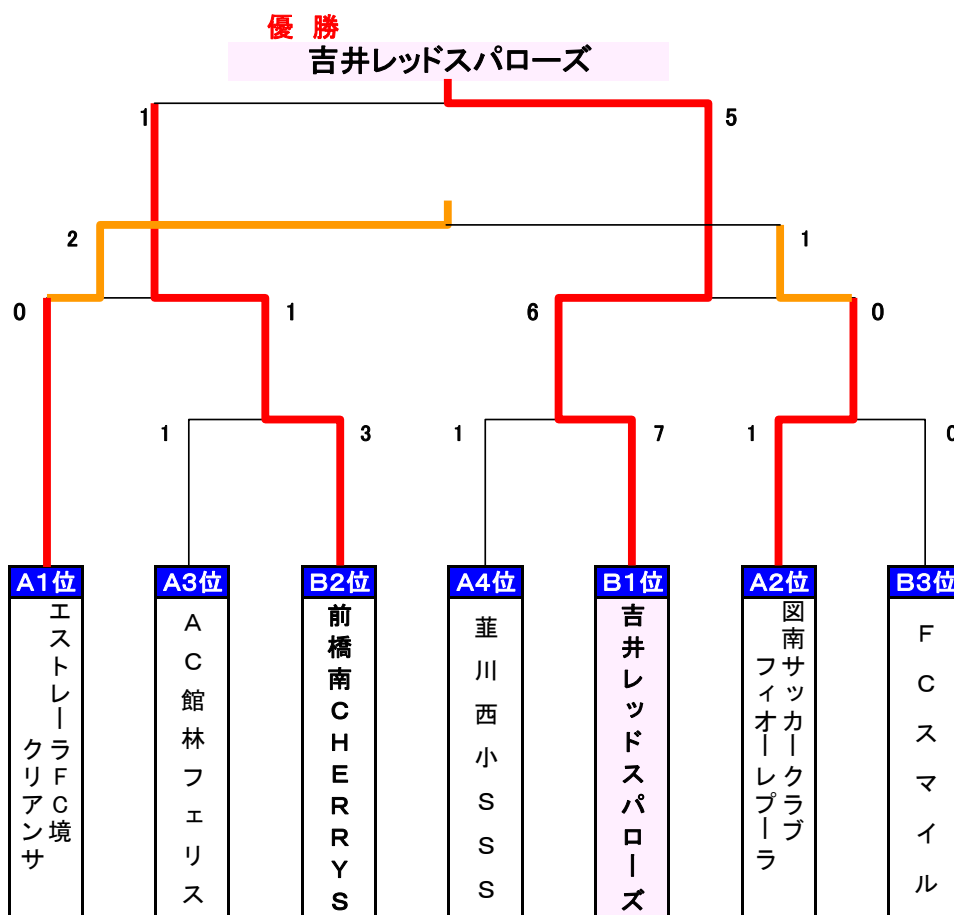 優 勝
吉井レッドスパローズ
1
5
2
1
0
1
6
0
1
3
1
7
1
0
A1位
A3位
B2位
A4位
B1位
A2位
B3位
エストレーラFC境
クリアンサ
AC館林フェリス
前橋南CHERRYS
韮川西小SSS
吉井レッドスパローズ
図南サッカークラブ
フィオーレプーラ
FCスマイル